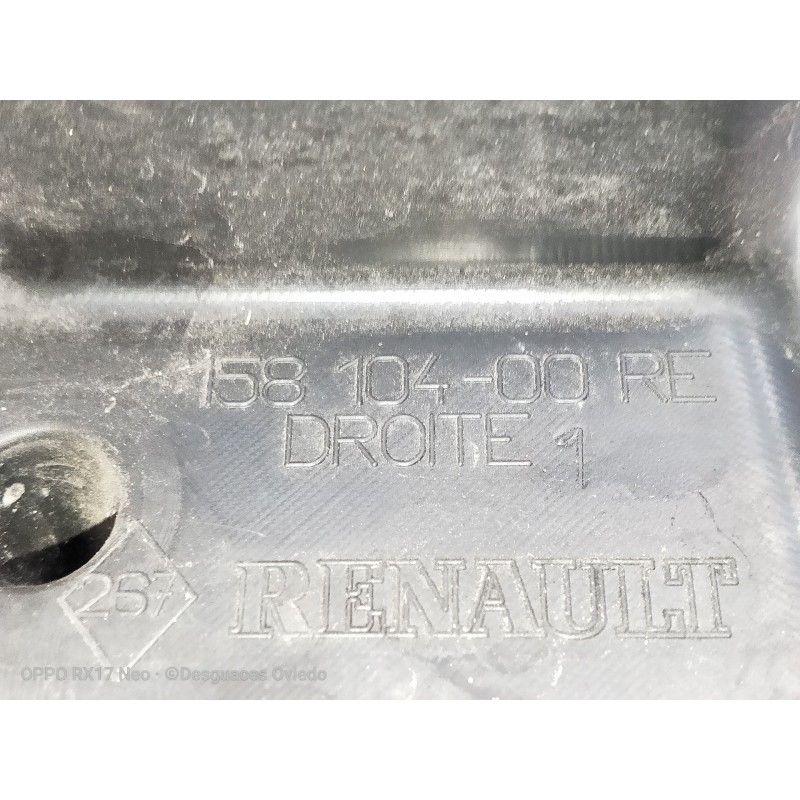 158 104-00 RE
DROITE 1
267
RENAULT
OPPO RX17 Neo · ©Desguaces Oviedo